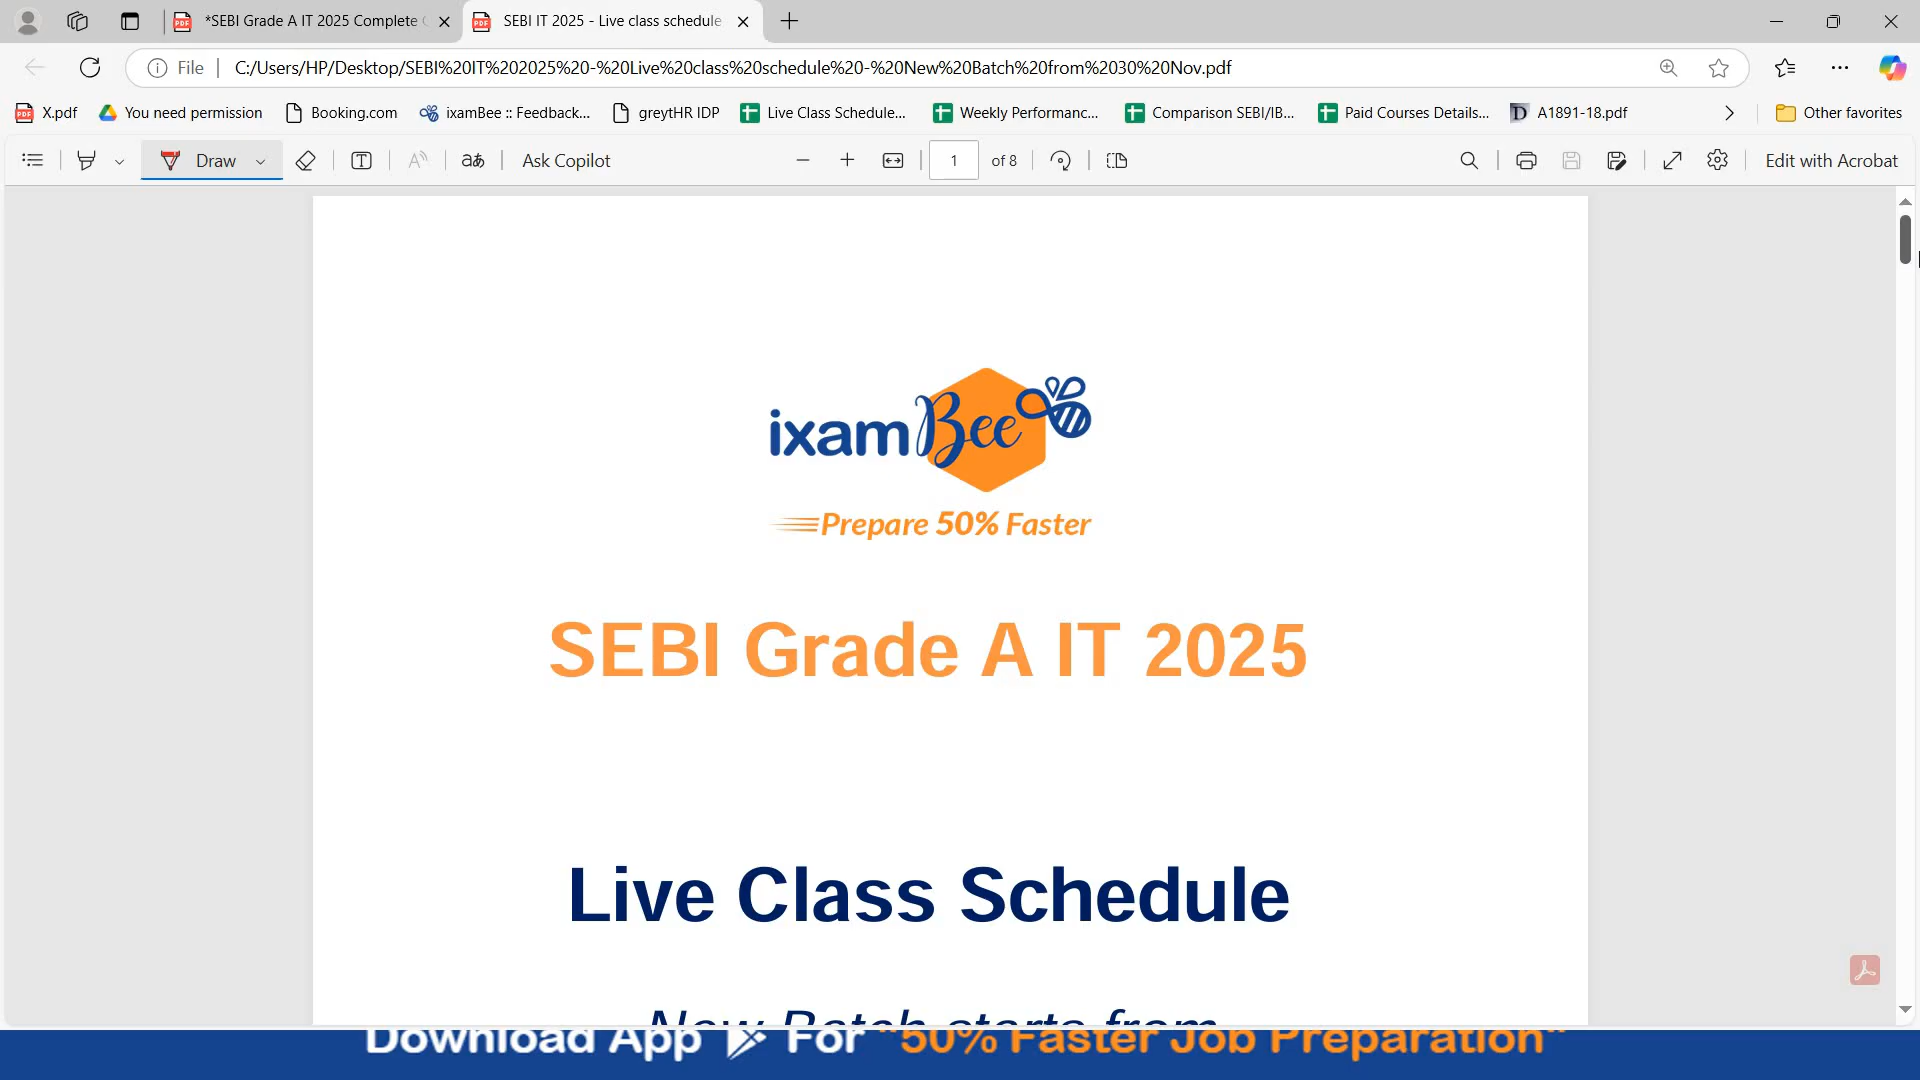 *SEBI Grade A IT 2025 Complete
SEBI IT 2025 - Live class schedule
File
C:/Users/HP/Desktop/SEBI%20IT%202025%20-%20Live%20class%20schedule%20-%20New%20Batch%20from%2030%20Nov.pdf
X.pdf
You need permission
Booking.com
ixamBee :: Feedback...
greytHR IDP
Live Class Schedule...
Weekly Performanc...
Comparison SEBI/IB...
Paid Courses Details...
A1891-18.pdf
Other favorites
Draw
Ask Copilot
1 of 8
Edit with Acrobat
ixamBee
Prepare 50% Faster
SEBI Grade A IT 2025
Live Class Schedule
New Batch starts from
Download App For "50% Faster Job Preparation"